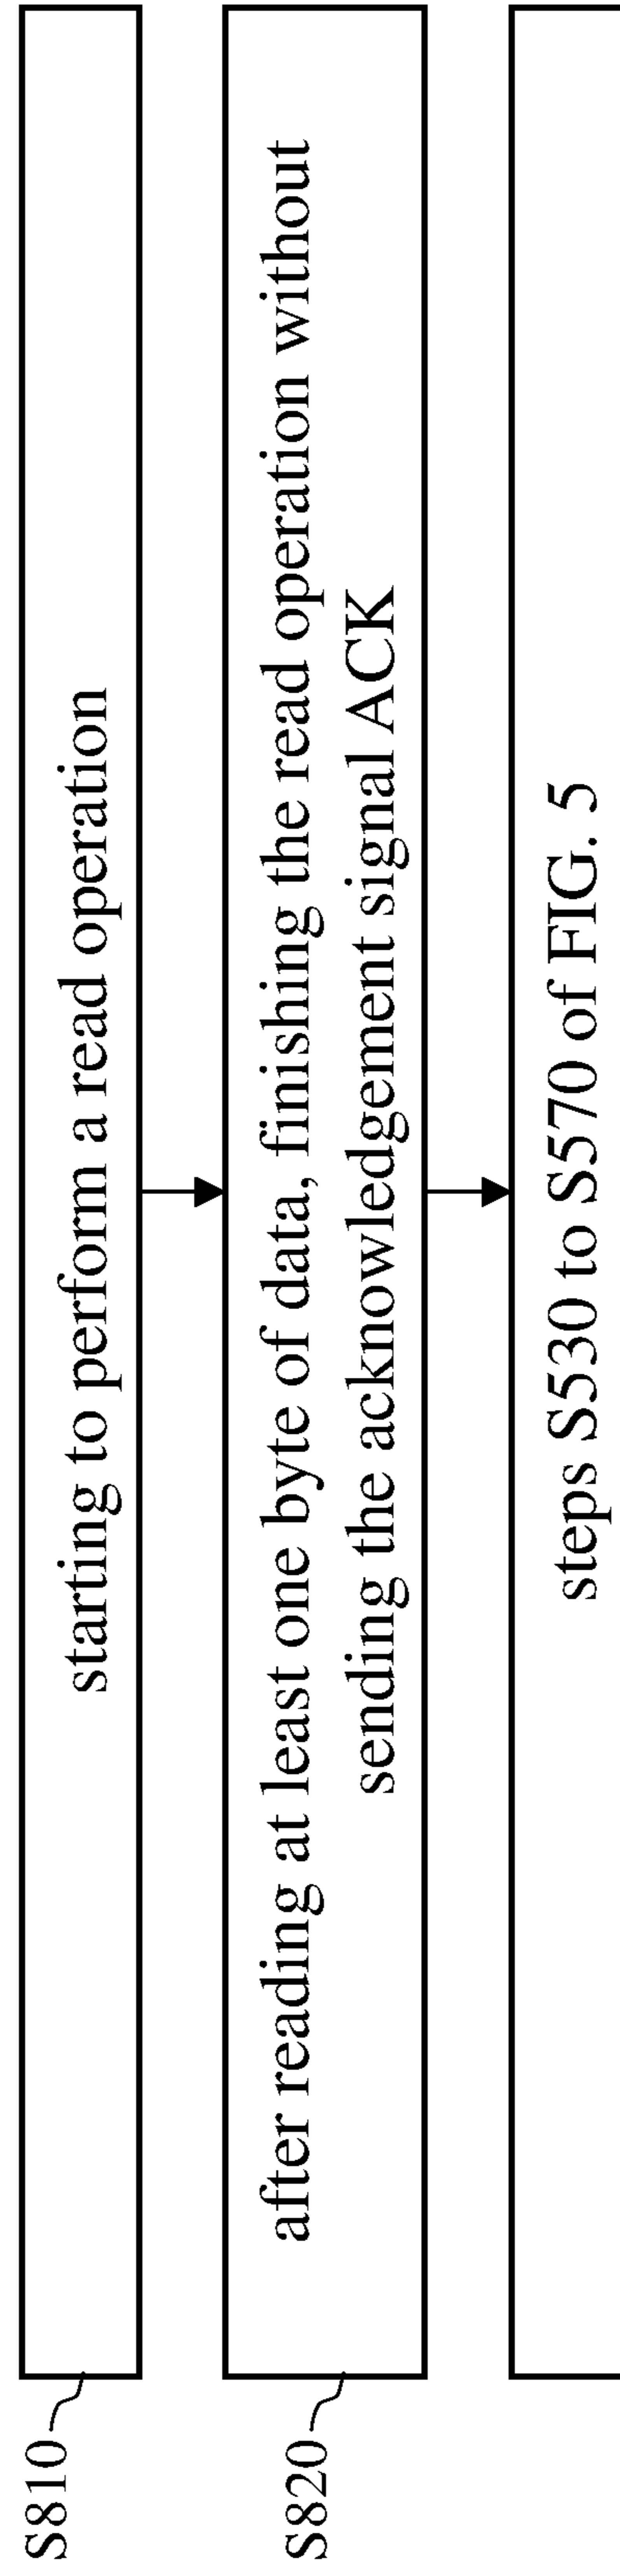 S810
starting to perform a read operation
S820
after reading at least one byte of data, finishing the read operation without
sending the acknowledgement signal ACK
steps S530 to S570 of FIG. 5